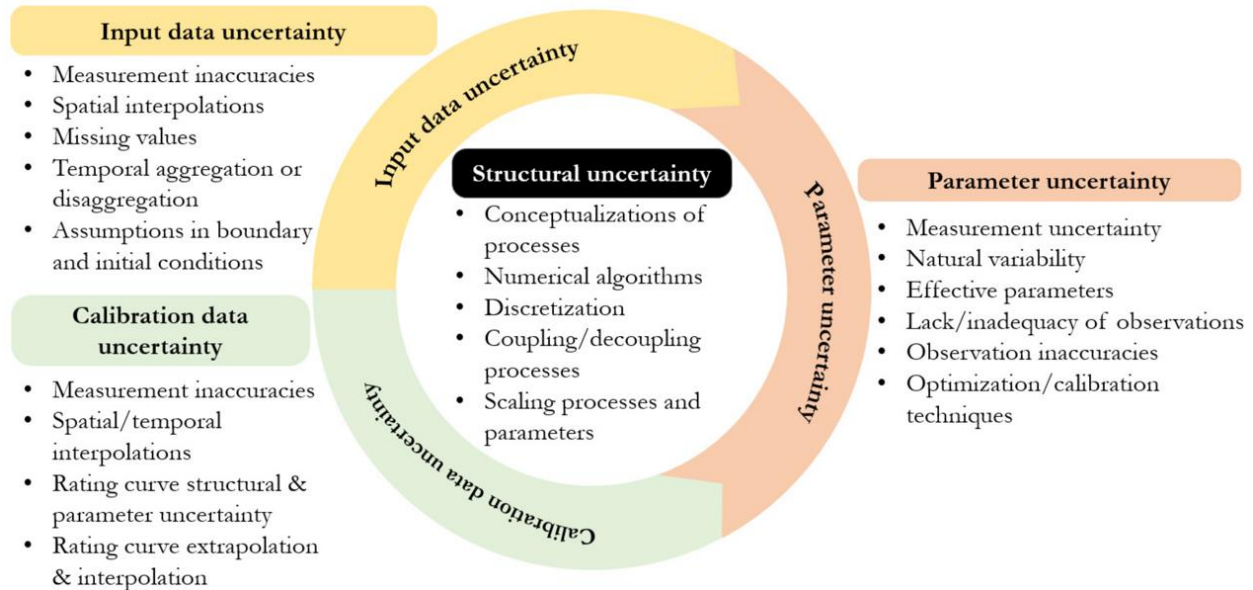 Input data uncertainty
• Measurement inaccuracies
• Spatial interpolations
• Missing values
• Temporal aggregation or
disaggregation
• Assumptions in boundary
and initial conditions
Calibration data
uncertainty
• Measurement inaccuracies
• Spatial/temporal
interpolations
• Rating curve structural &
parameter uncertainty
• Rating curve extrapolation
& interpolation
Input data uncertainty
Parameter uncertainty
Calibration data uncertainty
Structural uncertainty
• Conceptualizations of
processes
• Numerical algorithms
• Discretization
• Coupling/decoupling
processes
• Scaling processes and
parameters
Parameter uncertainty
• Measurement uncertainty
• Natural variability
• Effective parameters
• Lack/inadequacy of observations
• Observation inaccuracies
• Optimization/calibration
techniques